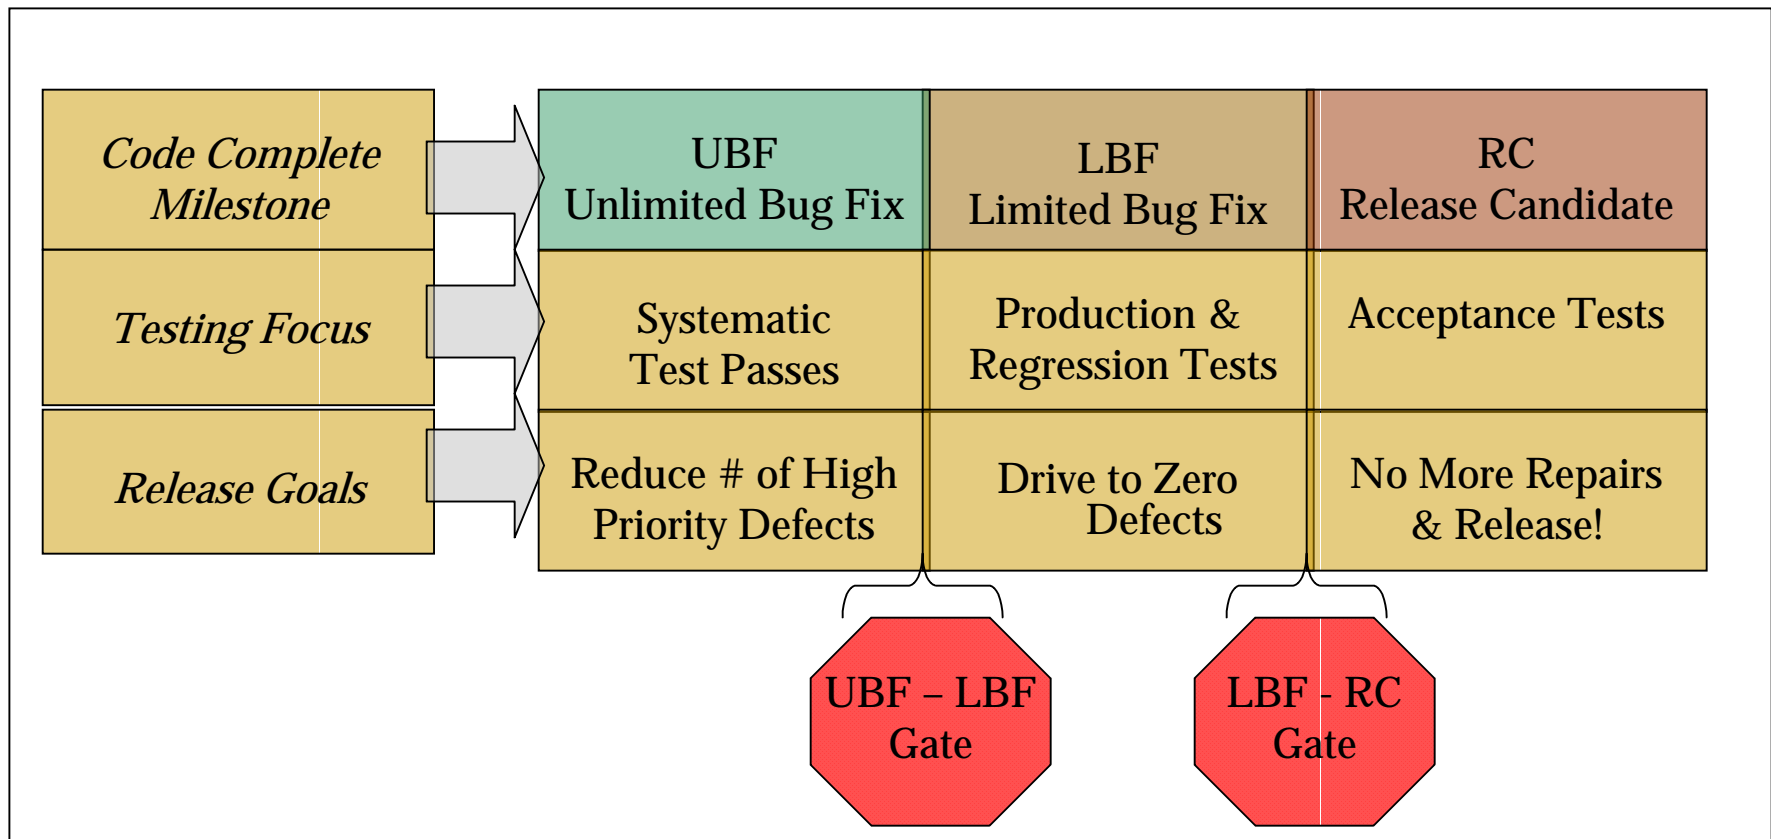 Code Complete
Milestone
UBF
Unlimited Bug Fix
LBF
Limited Bug Fix
RC
Release Candidate
Testing Focus
Systematic
Test Passes
Production &
Regression Tests
Acceptance Tests
Release Goals
Reduce # of High
Priority Defects
Drive to Zero
Defects
No More Repairs
& Release!
UBF – LBF
Gate
LBF - RC
Gate